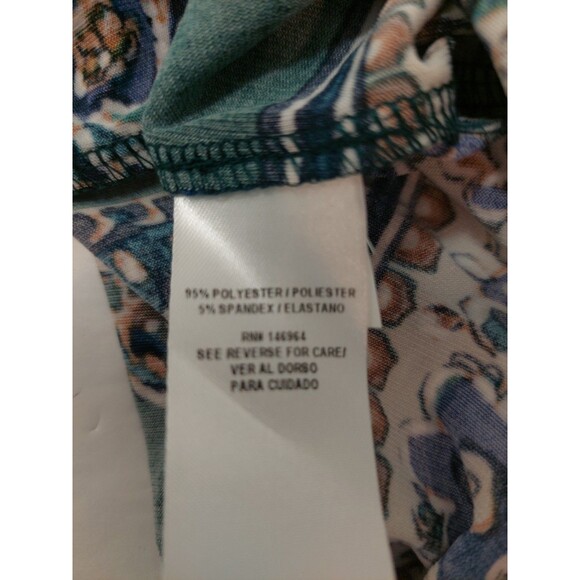 95% POLYESTER / POLIESTER
5% SPANDEX / ELASTANO
RN# 146964
SEE REVERSE FOR CARE/
VER AL DORSO
PARA CUIDADO